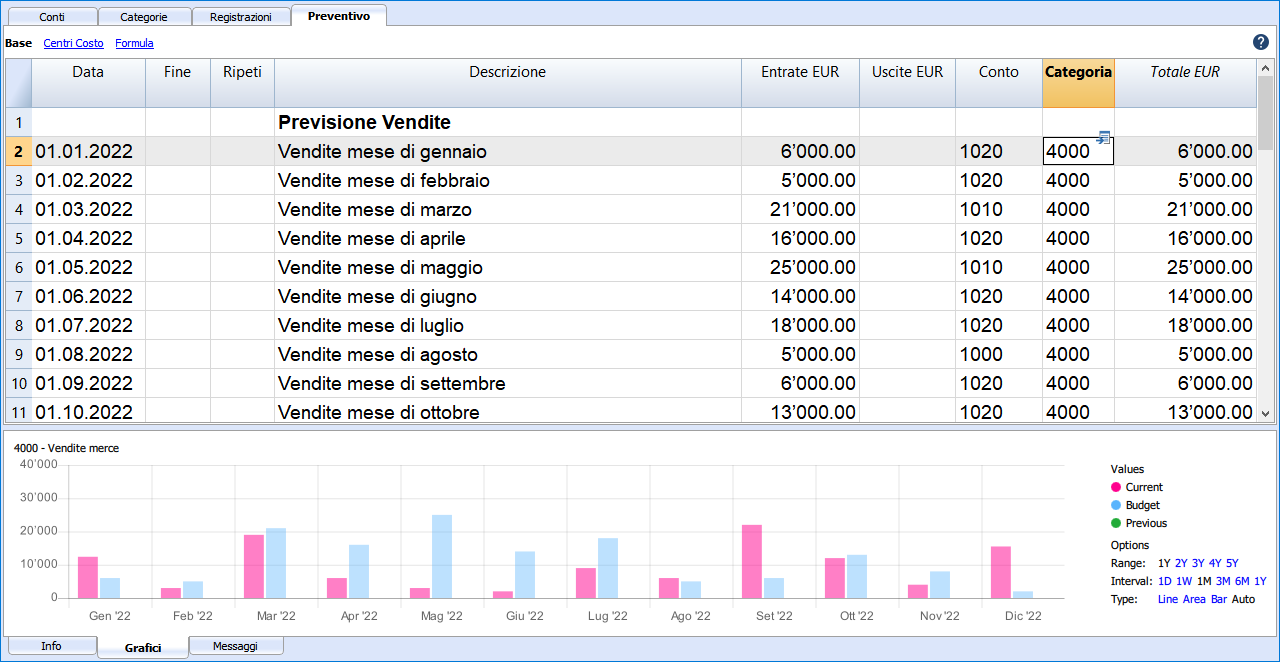 Conti Categorie Registrazioni Preventivo
Base Centri Costo Formula ?
Data Fine Ripeti Descrizione Entrate EUR Uscite EUR Conto Categoria Totale EUR
1 Previsione Vendite
2 01.01.2022 Vendite mese di gennaio 6’000.00 1020 4000 6’000.00
3 01.02.2022 Vendite mese di febbraio 5’000.00 1020 4000 5’000.00
4 01.03.2022 Vendite mese di marzo 21’000.00 1010 4000 21’000.00
5 01.04.2022 Vendite mese di aprile 16’000.00 1020 4000 16’000.00
6 01.05.2022 Vendite mese di maggio 25’000.00 1010 4000 25’000.00
7 01.06.2022 Vendite mese di giugno 14’000.00 1020 4000 14’000.00
8 01.07.2022 Vendite mese di luglio 18’000.00 1020 4000 18’000.00
9 01.08.2022 Vendite mese di agosto 5’000.00 1000 4000 5’000.00
10 01.09.2022 Vendite mese di settembre 6’000.00 1020 4000 6’000.00
11 01.10.2022 Vendite mese di ottobre 13’000.00 1020 4000 13’000.00
4000 - Vendite merce
40'000
30'000
20'000
10'000
0
Gen '22 Feb '22 Mar '22 Apr '22 Mag '22 Giu '22 Lug '22 Ago '22 Set '22 Ott '22 Nov '22 Dic '22
Values
Current
Budget
Previous
Options
Range: 1Y 2Y 3Y 4Y 5Y
Interval: 1D 1W 1M 3M 6M 1Y
Type: Line Area Bar Auto
Info Grafici Messaggi